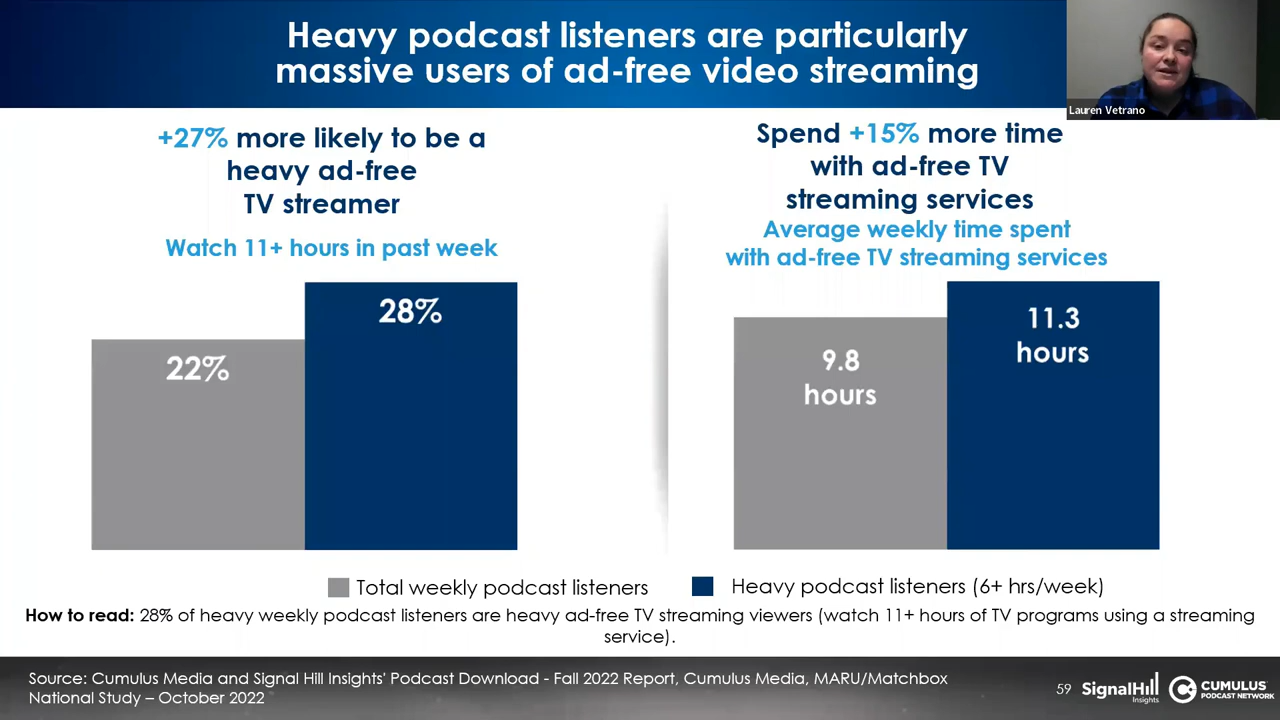 Heavy podcast listeners are particularly
massive users of ad-free video streaming
Lauren Vetrano
+27% more likely to be a
heavy ad-free
TV streamer
Watch 11+ hours in past week
22%
28%
Spend +15% more time
with ad-free TV
streaming services
Average weekly time spent
with ad-free TV streaming services
9.8
hours
11.3
hours
Total weekly podcast listeners
Heavy podcast listeners (6+ hrs/week)
How to read: 28% of heavy weekly podcast listeners are heavy ad-free TV streaming viewers (watch 11+ hours of TV programs using a streaming
service).
Source: Cumulus Media and Signal Hill Insights' Podcast Download - Fall 2022 Report, Cumulus Media, MARU/Matchbox
National Study – October 2022
59
SignalHill
Insights
CUMULUS
PODCAST NETWORK